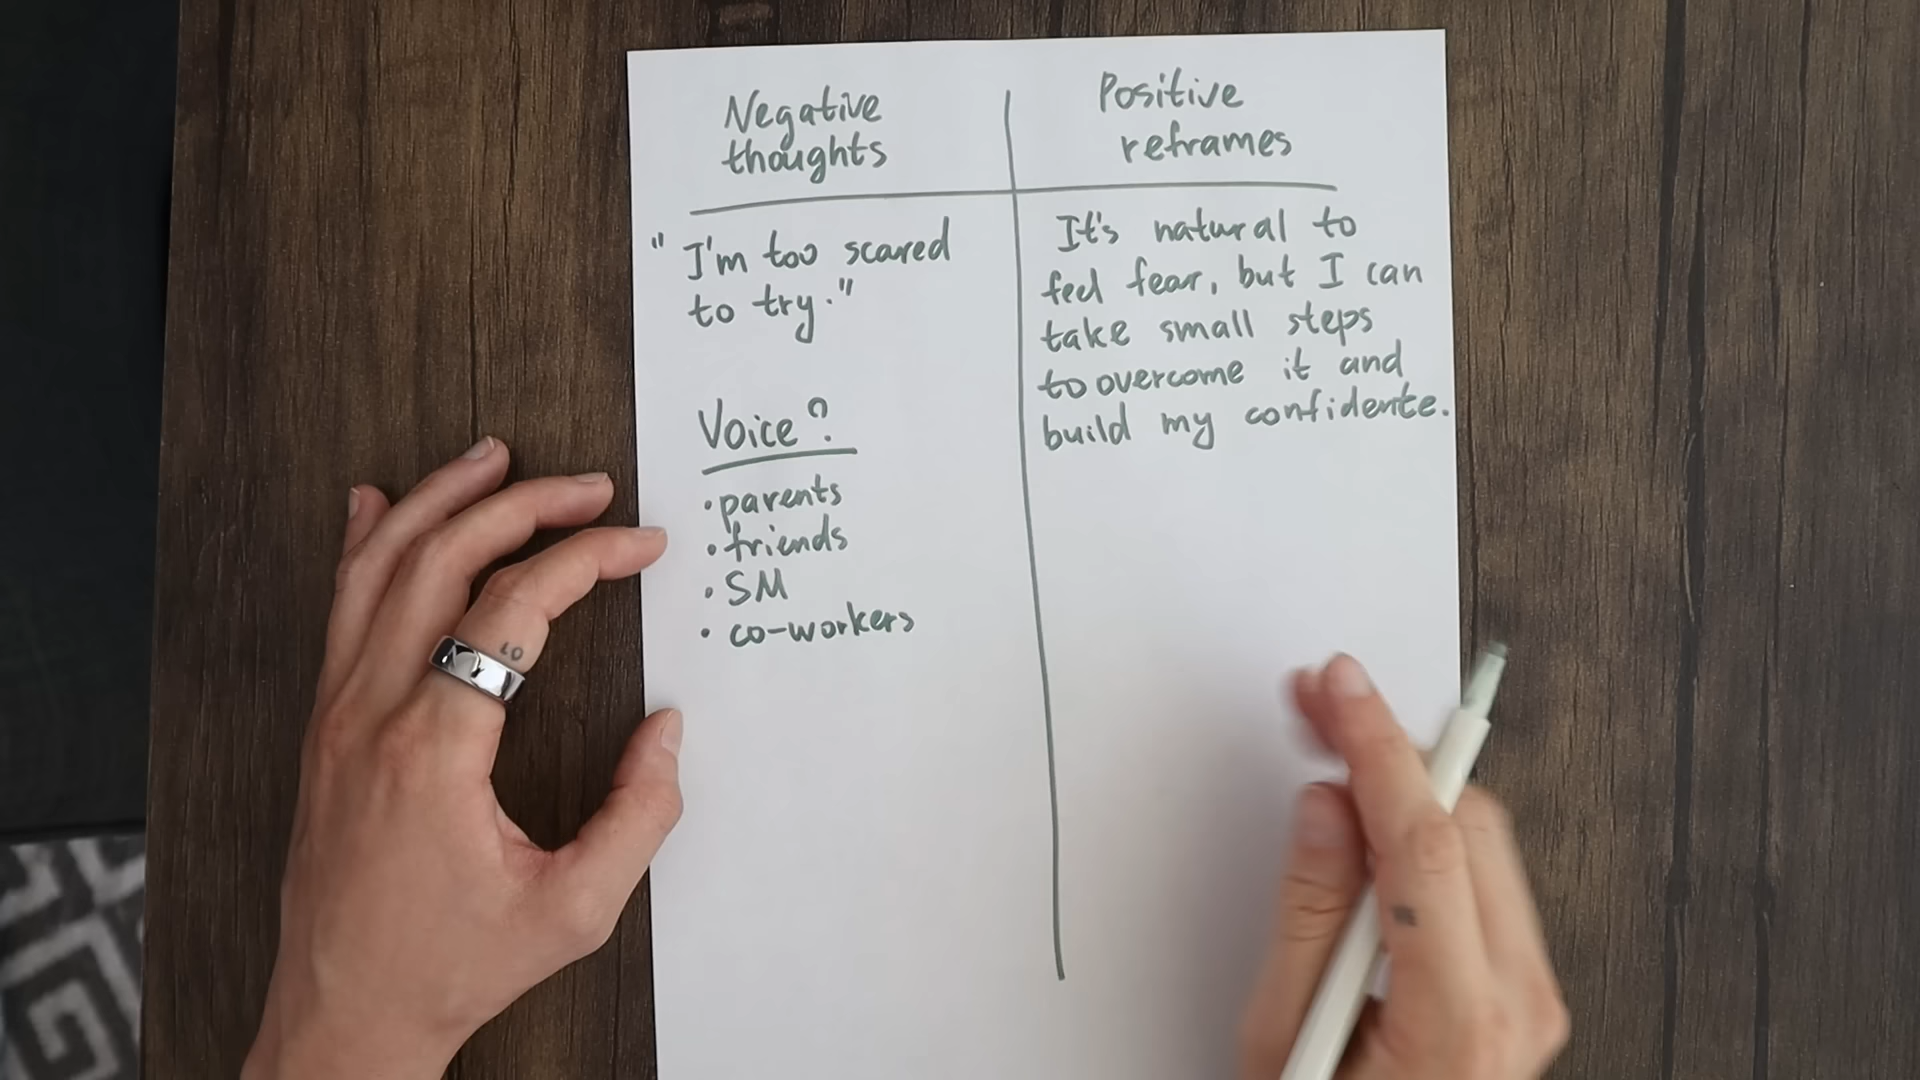 Negative
thoughts
Positive
reframes
"I'm too scared
to try."
Voice?
• parents
• friends
• SM
• co-workers
It's natural to
feel fear, but I can
take small steps
to overcome it and
build my confidence.